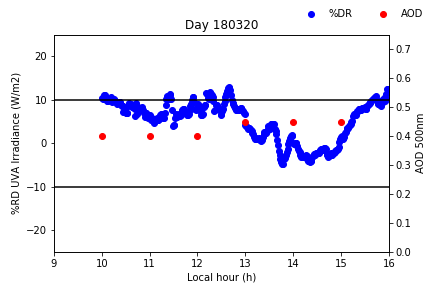 %DR AOD
Day 180320
20
10
0
−10
−20
%RD UVA Irradiance (W/m2)
0.7
0.6
0.5
0.4
0.3
0.2
0.1
0.0
AOD 500nm
9 10 11 12 13 14 15 16
Local hour (h)